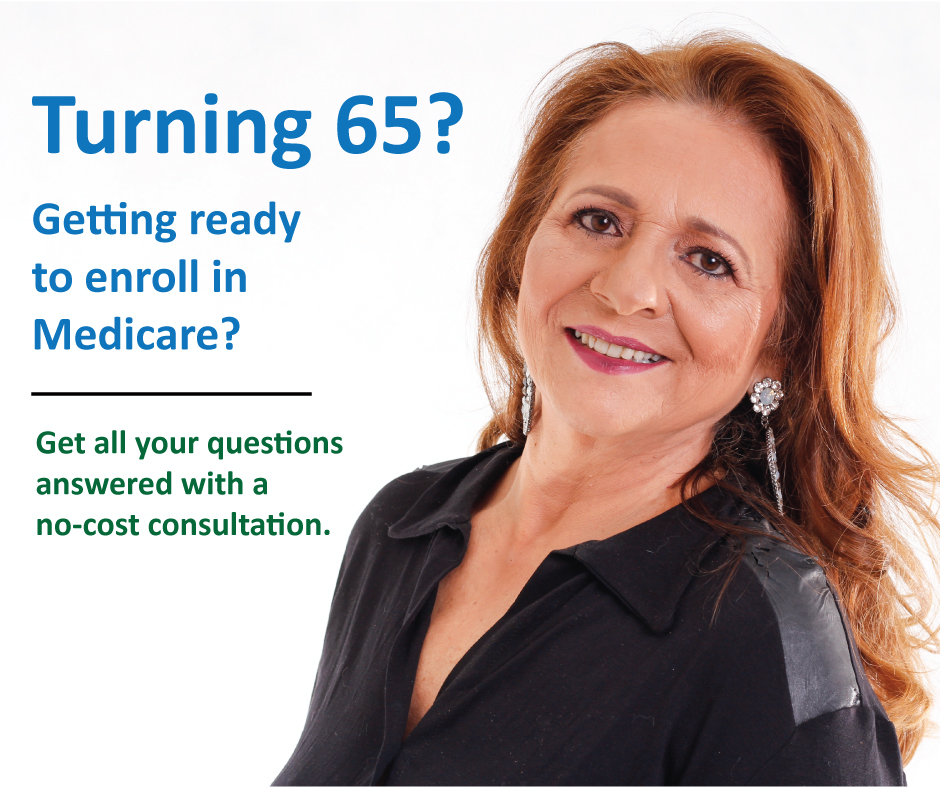 Turning 65?
Getting ready
to enroll in
Medicare?
Get all your questions
answered with a
no-cost consultation.